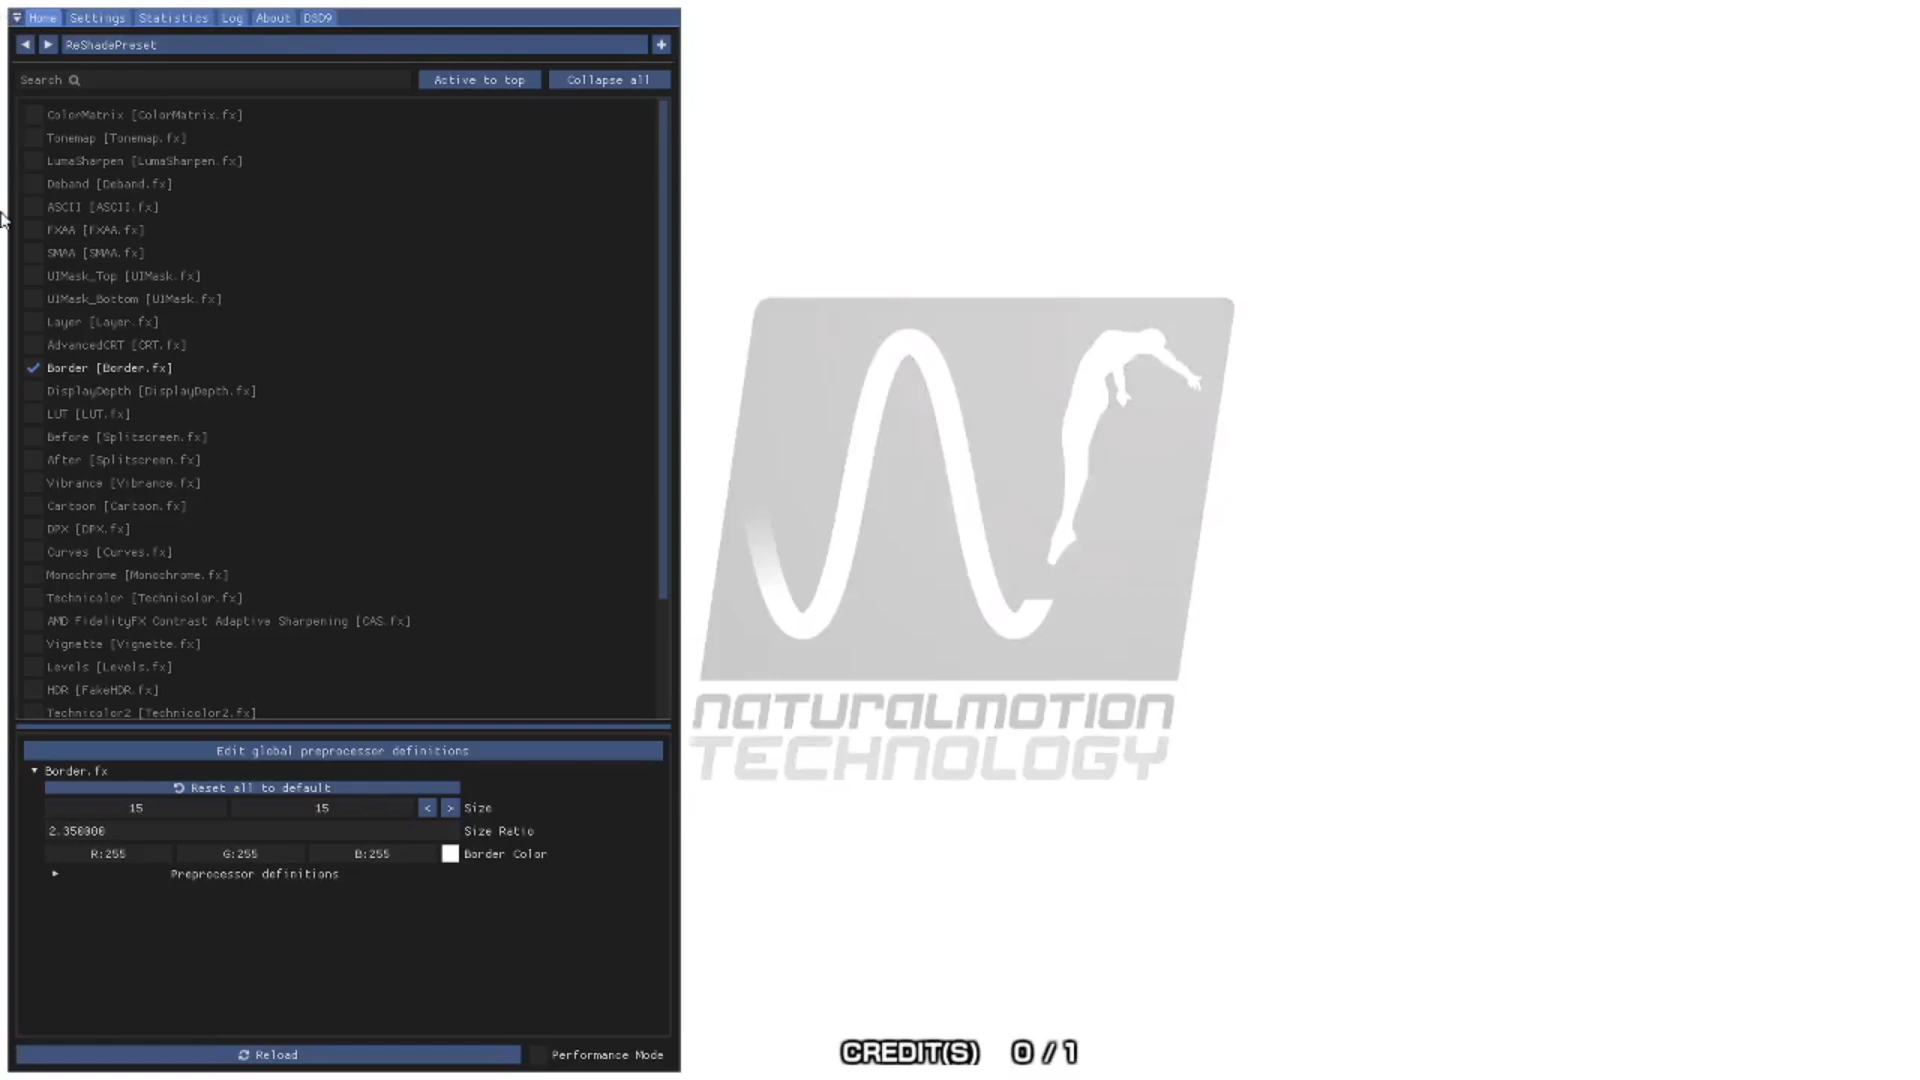 Home Settings Statistics Log About D3D9
ReShadePreset +
Search Active to top Collapse all
ColorMatrix [ColorMatrix.fx]
Tonemap [Tonemap.fx]
LumaSharpen [LumaSharpen.fx]
Deband [Deband.fx]
ASCII [ASCII.fx]
FXAA [FXAA.fx]
SMAA [SMAA.fx]
UIMask_Top [UIMask.fx]
UIMask_Bottom [UIMask.fx]
Layer [Layer.fx]
AdvancedCRT [CRT.fx]
Border [Border.fx]
DisplayDepth [DisplayDepth.fx]
LUT [LUT.fx]
Before [Splitscreen.fx]
After [Splitscreen.fx]
Vibrance [Vibrance.fx]
Cartoon [Cartoon.fx]
DPX [DPX.fx]
Curves [Curves.fx]
Monochrome [Monochrome.fx]
Technicolor [Technicolor.fx]
AMD FidelityFX Contrast Adaptive Sharpening [CAS.fx]
Vignette [Vignette.fx]
Levels [Levels.fx]
HDR [FakeHDR.fx]
Technicolor2 [Technicolor2.fx]
Edit global preprocessor definitions
Border.fx
Reset all to default
15 15 < > Size
2.350000 Size Ratio
R:255 G:255 B:255 Border Color
Preprocessor definitions
Reload Performance Mode
naturalmotion
TECHNOLOGY
CREDIT(S) 0 / 1